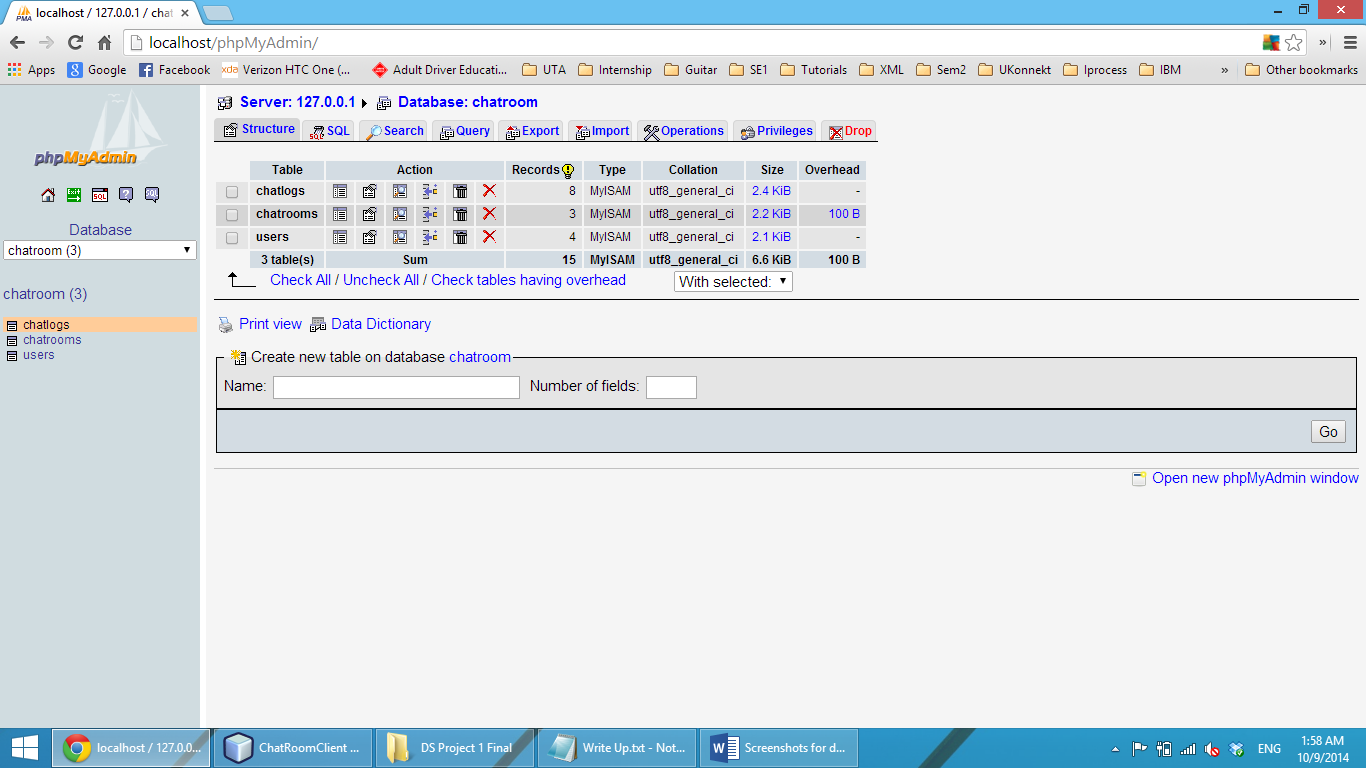 localhost / 127.0.0.1 / chat
localhost/phpMyAdmin/
Apps Google Facebook Verizon HTC One (... Adult Driver Educati... UTA Internship Guitar SE1 Tutorials XML Sem2 UKonnekt Iprocess IBM » Other bookmarks
phpMyAdmin
Database
chatroom (3)
chatroom (3)
chatlogs
chatrooms
users
Server: 127.0.0.1 Database: chatroom
Structure SQL Search Query Export Import Operations Privileges Drop
Table Action Records Type Collation Size Overhead
chatlogs 8 MyISAM utf8_general_ci 2.4 KiB -
chatrooms 3 MyISAM utf8_general_ci 2.2 KiB 100 B
users 4 MyISAM utf8_general_ci 2.1 KiB -
3 table(s) Sum 15 MyISAM utf8_general_ci 6.6 KiB 100 B
Check All / Uncheck All / Check tables having overhead With selected:
Print view Data Dictionary
Create new table on database chatroom
Name: Number of fields:
Go
Open new phpMyAdmin window
localhost / 127.0.0... ChatRoomClient ... DS Project 1 Final Write Up.txt - Not... Screenshots for d... ENG 1:58 AM
10/9/2014